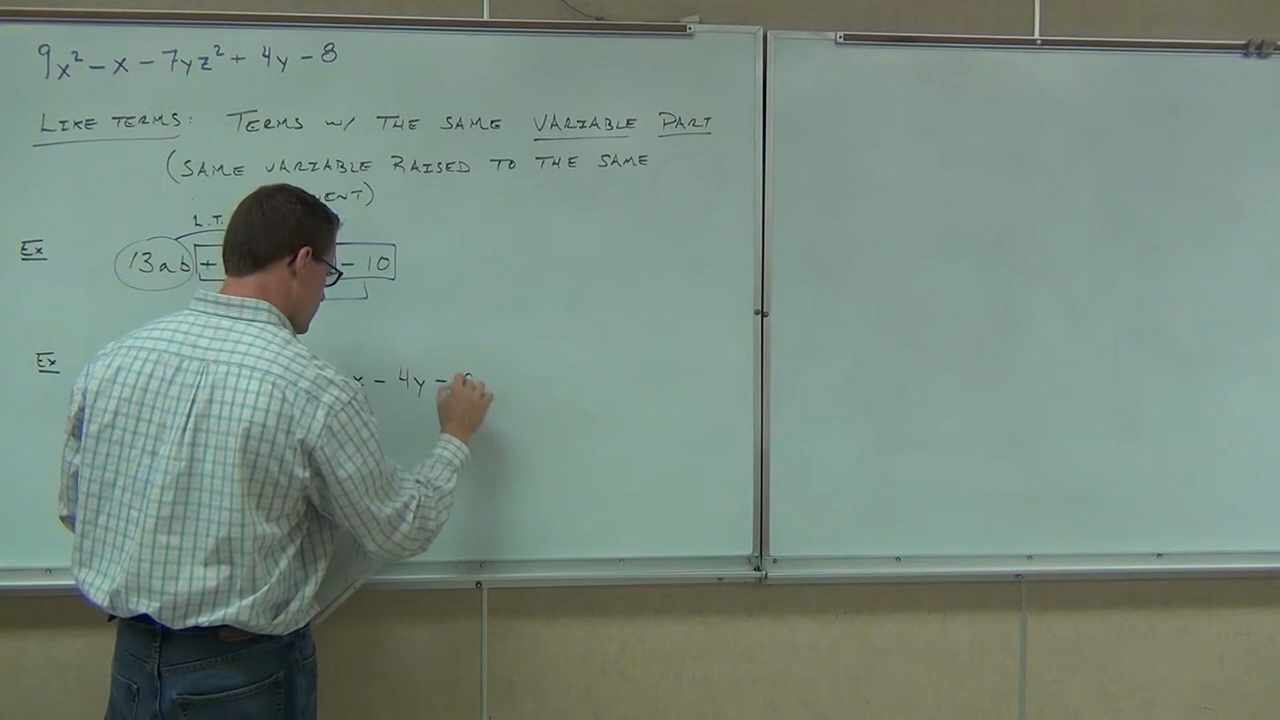 9x² - x - 7yz² + 4y - 8
LIKE TERMS: TERMS W/ THE SAME VARIABLE PART
(SAME VARIABLE RAISED TO THE SAME
L.T.
Ex 13ab + - 10
Ex x - 4y -